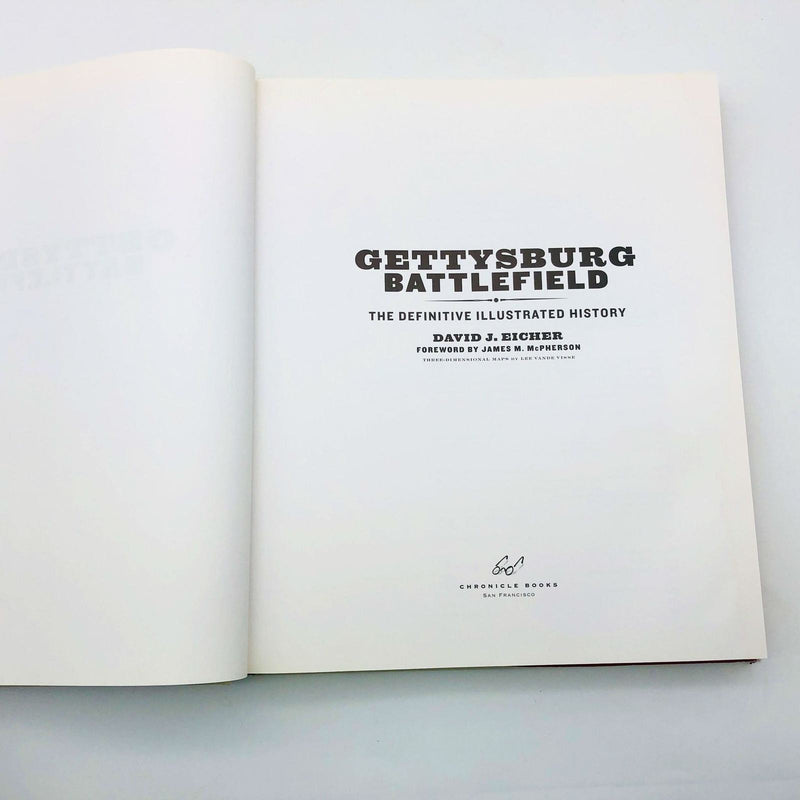 GETTYSBURG
BATTLEFIELD
THE DEFINITIVE ILLUSTRATED HISTORY
DAVID J. EICHER
FOREWORD BY JAMES M. McPHERSON
THREE-DIMENSIONAL MAPS BY LEE VANDE VISSE
CHRONICLE BOOKS
SAN FRANCISCO